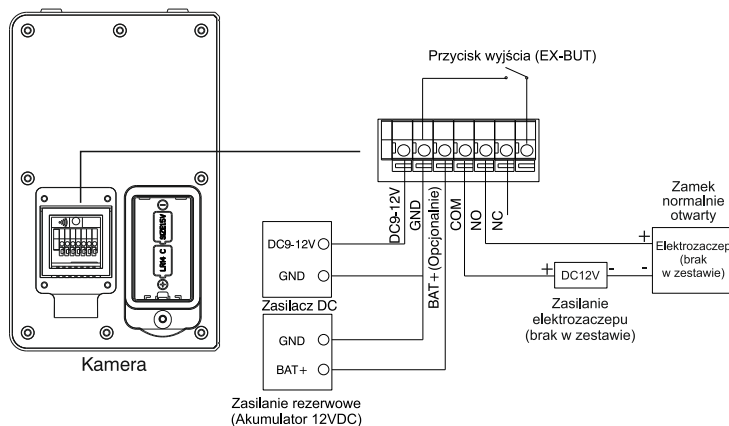 Przycisk wyjścia (EX-BUT)
DC9-12V
GND
BAT+(Opcjonalnie)
COM
NO
NC
Zamek
normalnie
otwarty
+
Elektrozaczep
(brak
w zestawie)
-
+
DC12V
-
Zasilanie
elektrozaczepu
(brak w zestawie)
DC9-12V
GND
Zasilacz DC
GND
BAT+
Zasilanie rezerwowe
(Akumulator 12VDC)
Kamera